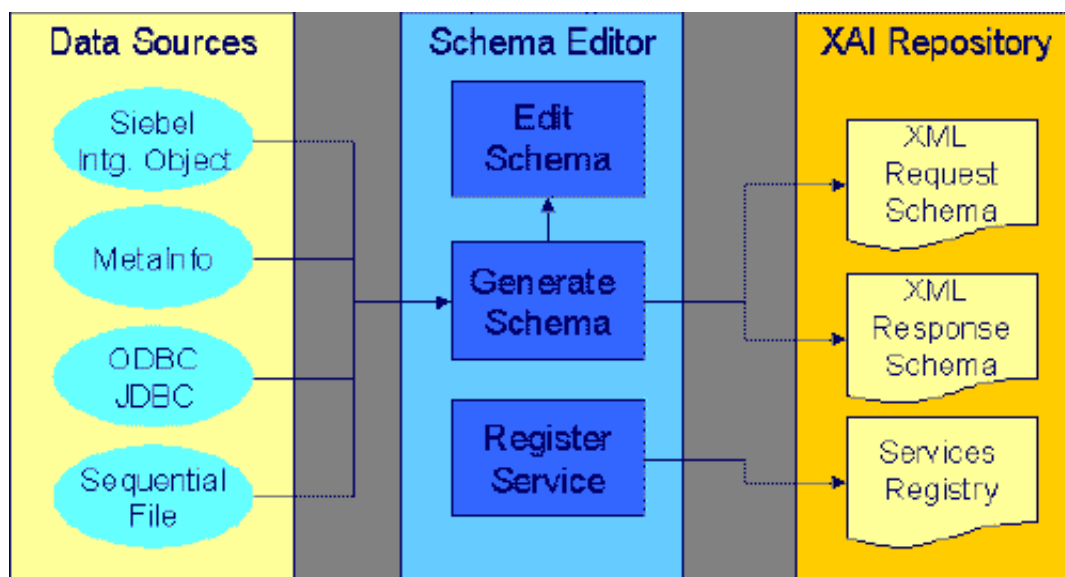 Data Sources
Siebel
Intg. Object
MetaInfo
ODBC
JDBC
Sequential
File
Schema Editor
Edit
Schema
Generate
Schema
Register
Service
XAI Repository
XML
Request
Schema
XML
Response
Schema
Services
Registry